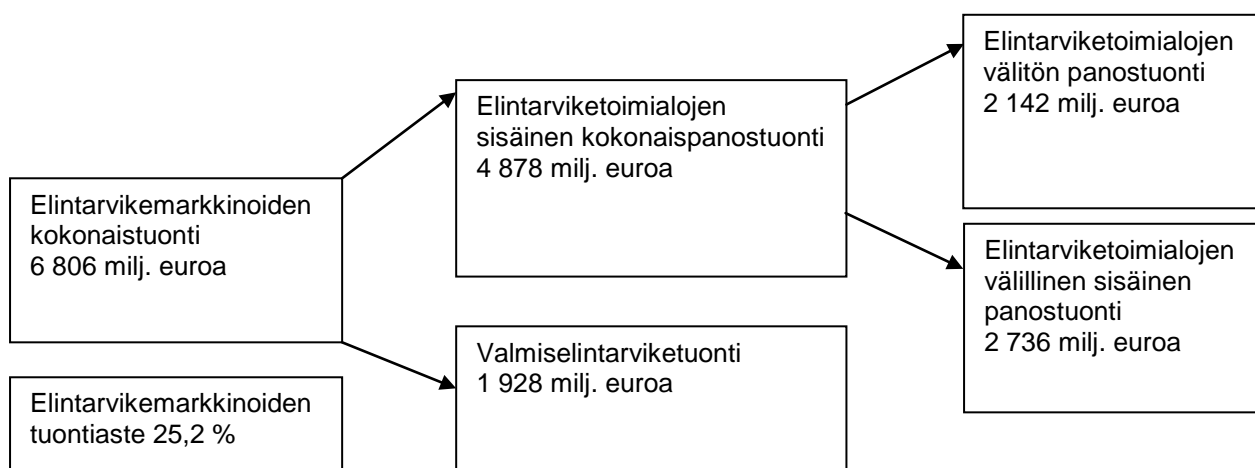 Elintarvikemarkkinoiden
kokonaistuonti
6 806 milj. euroa
Elintarvikemarkkinoiden
tuontiaste 25,2 %
Elintarviketoimialojen
sisäinen kokonaispanostuonti
4 878 milj. euroa
Valmiselintarviketuonti
1 928 milj. euroa
Elintarviketoimialojen
välitön panostuonti
2 142 milj. euroa
Elintarviketoimialojen
välillinen sisäinen
panostuonti
2 736 milj. euroa